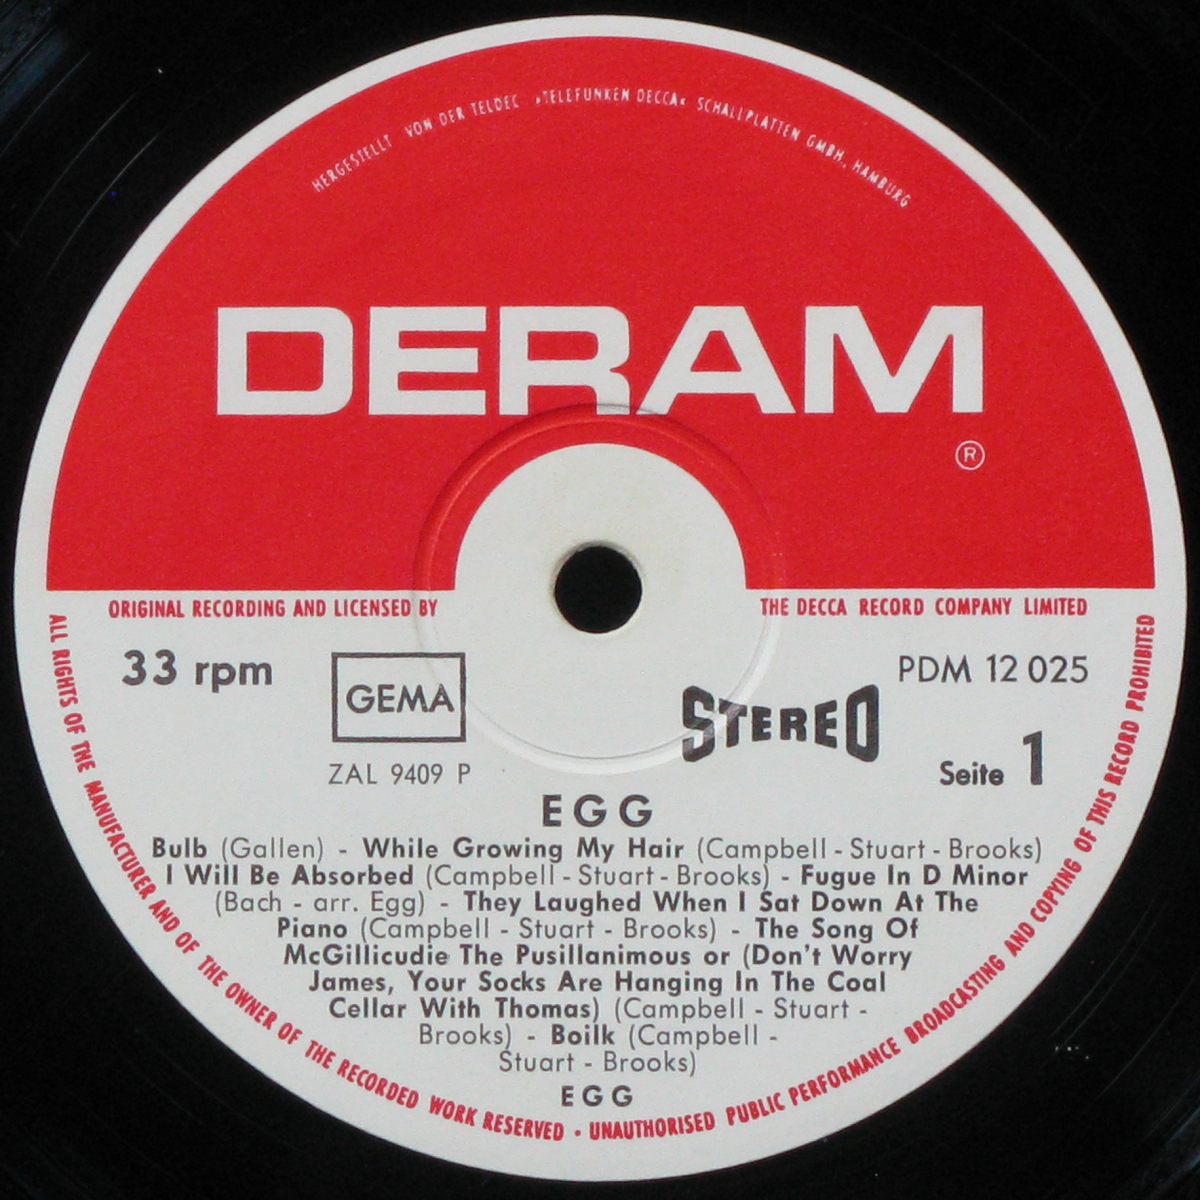 HERGESTELLT VON DER TELDEC »TELEFUNKEN DECCA« SCHALLPLATTEN GMBH, HAMBURG
DERAM
®
ORIGINAL RECORDING AND LICENSED BY THE DECCA RECORD COMPANY LIMITED
33 rpm
GEMA
ZAL 9409 P
STEREO
PDM 12 025
Seite 1
EGG
Bulb (Gallen) - While Growing My Hair (Campbell - Stuart - Brooks)
I Will Be Absorbed (Campbell - Stuart - Brooks) - Fugue In D Minor
(Bach - arr. Egg) - They Laughed When I Sat Down At The
Piano (Campbell - Stuart - Brooks) - The Song Of
McGillicudie The Pusillanimous or (Don't Worry
James, Your Socks Are Hanging In The Coal
Cellar With Thomas) (Campbell - Stuart -
Brooks) - Boilk (Campbell -
Stuart - Brooks)
EGG
ALL RIGHTS OF THE MANUFACTURER AND OF THE OWNER OF THE RECORDED WORK RESERVED · UNAUTHORISED PUBLIC PERFORMANCE BROADCASTING AND COPYING OF THIS RECORD PROHIBITED